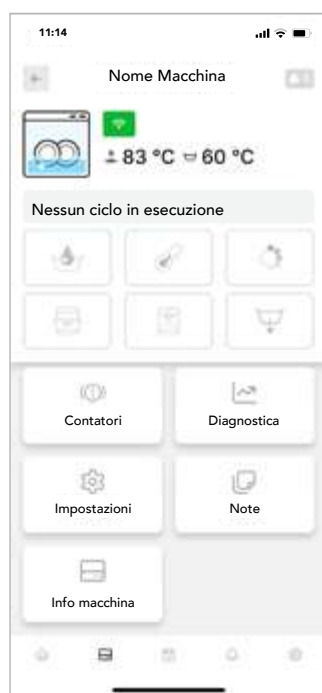 11:14
Nome Macchina
83 °C 60 °C
Nessun ciclo in esecuzione
Contatori
Diagnostica
Impostazioni
Note
Info macchina